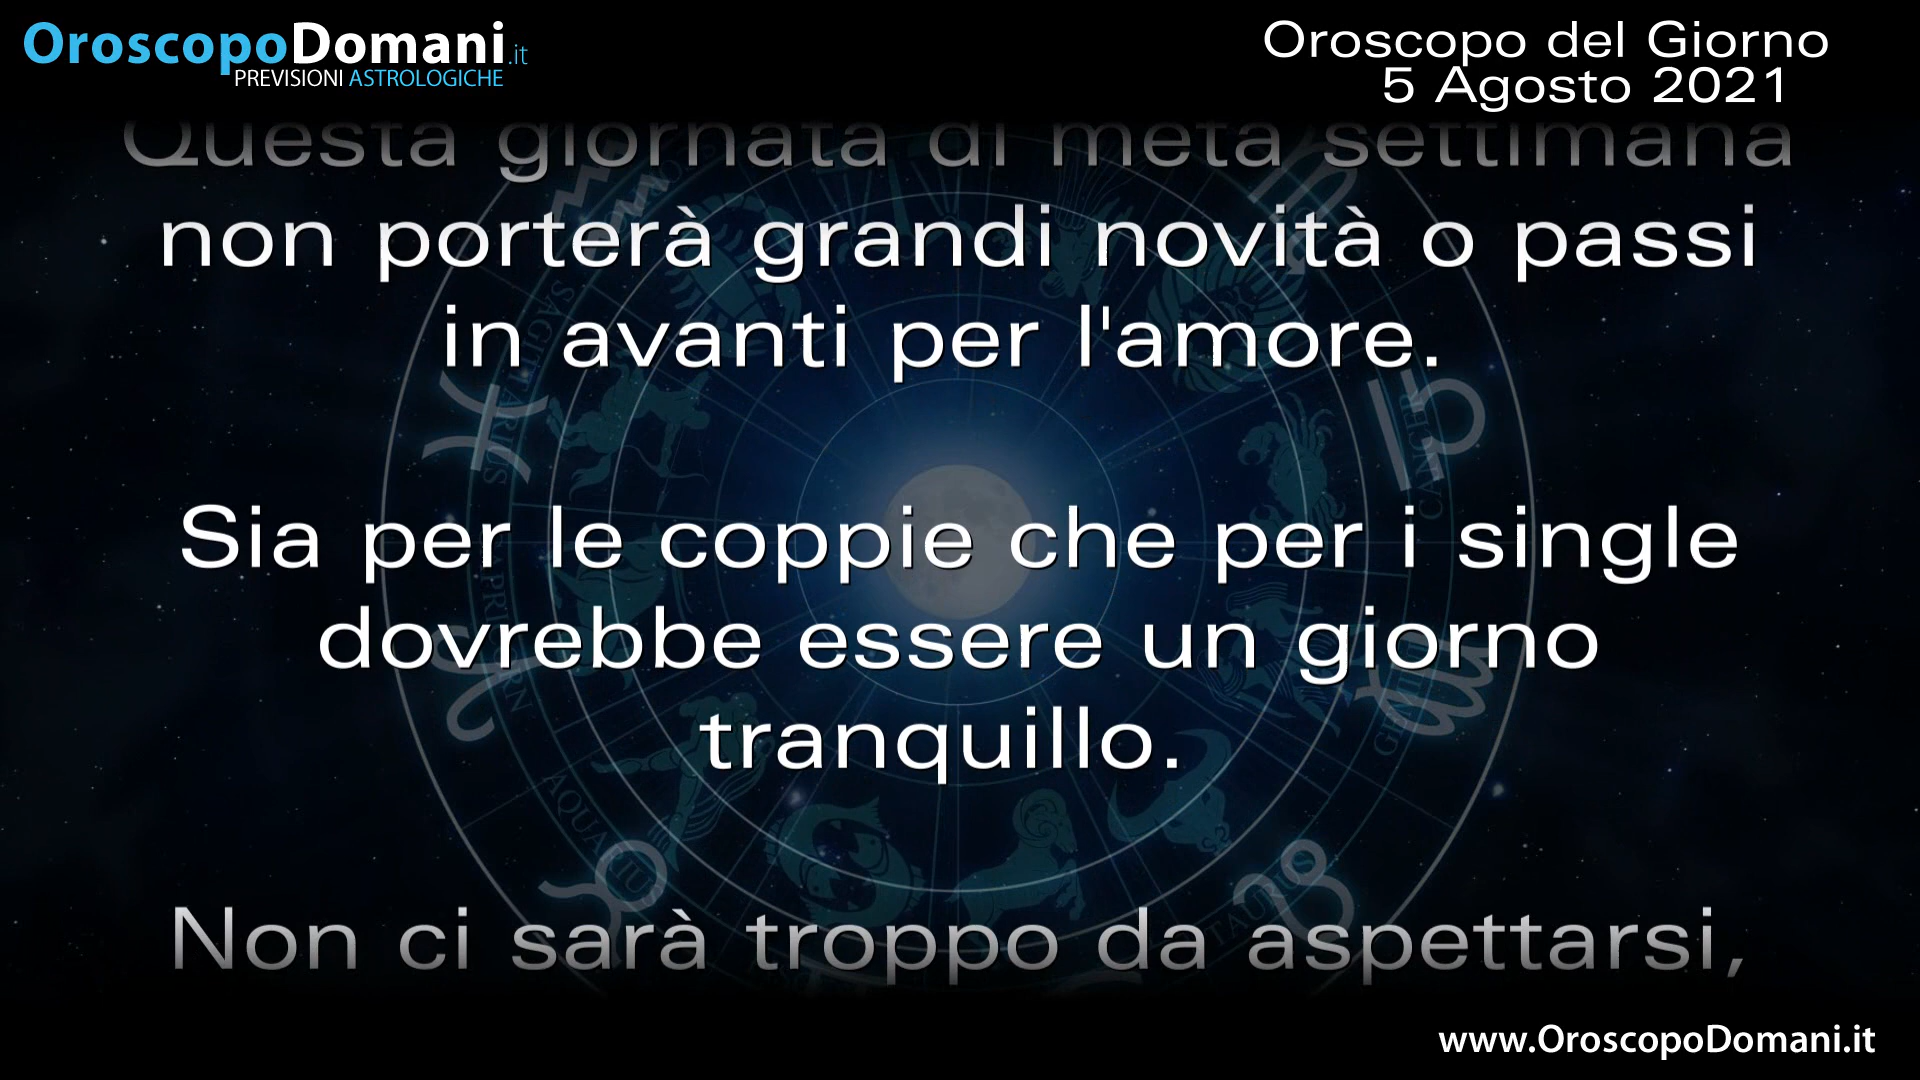 OroscopoDomani.it
PREVISIONI ASTROLOGICHE
Oroscopo del Giorno
5 Agosto 2021
Questa giornata di metà settimana
non porterà grandi novità o passi
in avanti per l'amore.
Sia per le coppie che per i single
dovrebbe essere un giorno
tranquillo.
Non ci sarà troppo da aspettarsi,
TAURUS
www.OroscopoDomani.it